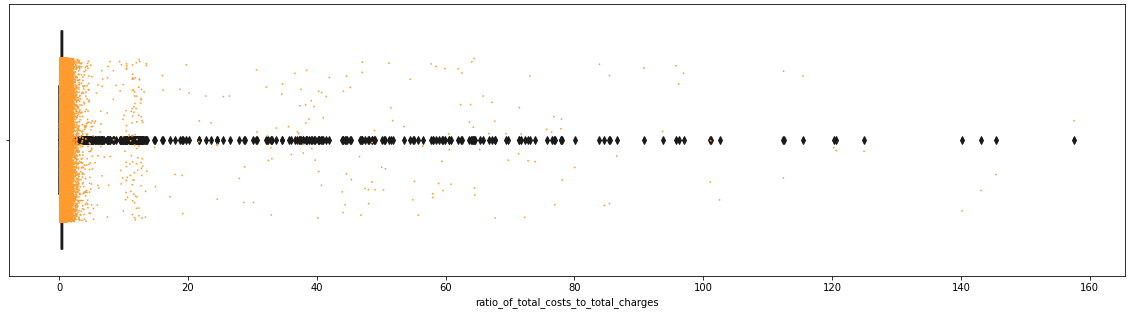 0 20 40 60 80 100 120 140 160
ratio_of_total_costs_to_total_charges